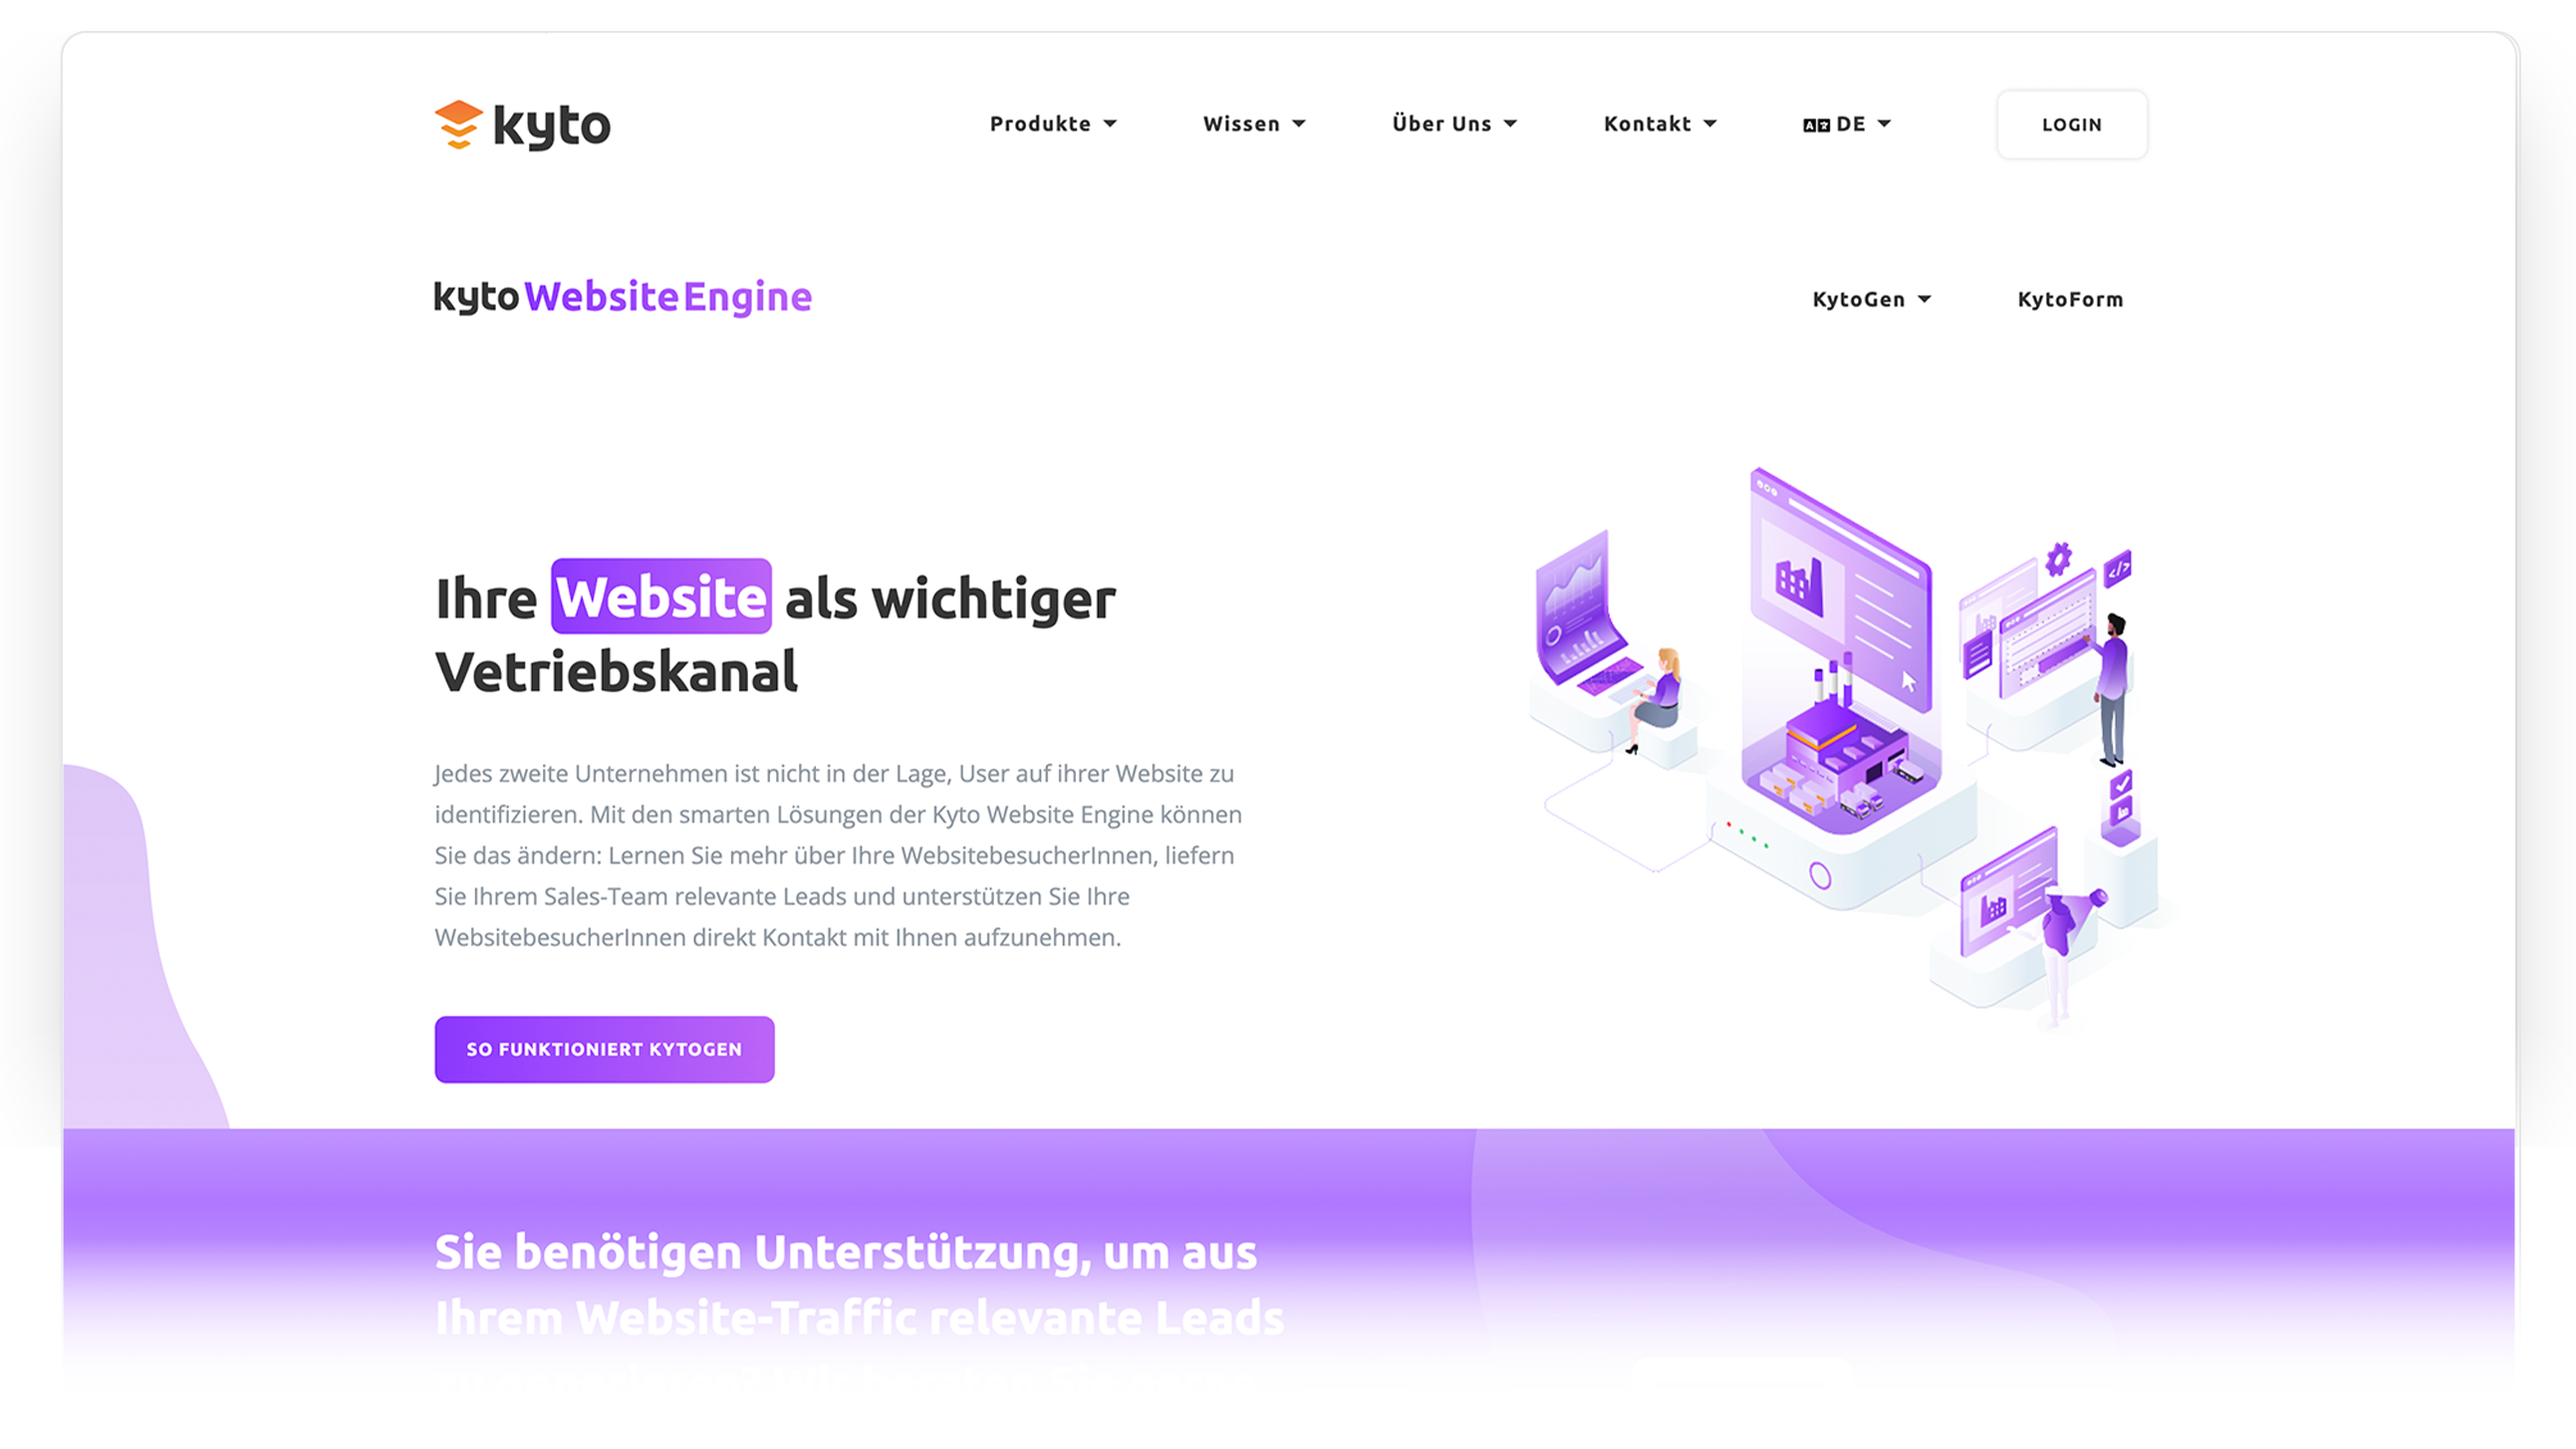 kyto
Produkte
Wissen
Über Uns
Kontakt
DE
LOGIN
kyto Website Engine
KytoGen
KytoForm
Ihre Website als wichtiger
Vetriebskanal
Jedes zweite Unternehmen ist nicht in der Lage, User auf ihrer Website zu
identifizieren. Mit den smarten Lösungen der Kyto Website Engine können
Sie das ändern: Lernen Sie mehr über Ihre WebsitebesucherInnen, liefern
Sie Ihrem Sales-Team relevante Leads und unterstützen Sie Ihre
WebsitebesucherInnen direkt Kontakt mit Ihnen aufzunehmen.
SO FUNKTIONIERT KYTOGEN
Sie benötigen Unterstützung, um aus
Ihrem Website-Traffic relevante Leads